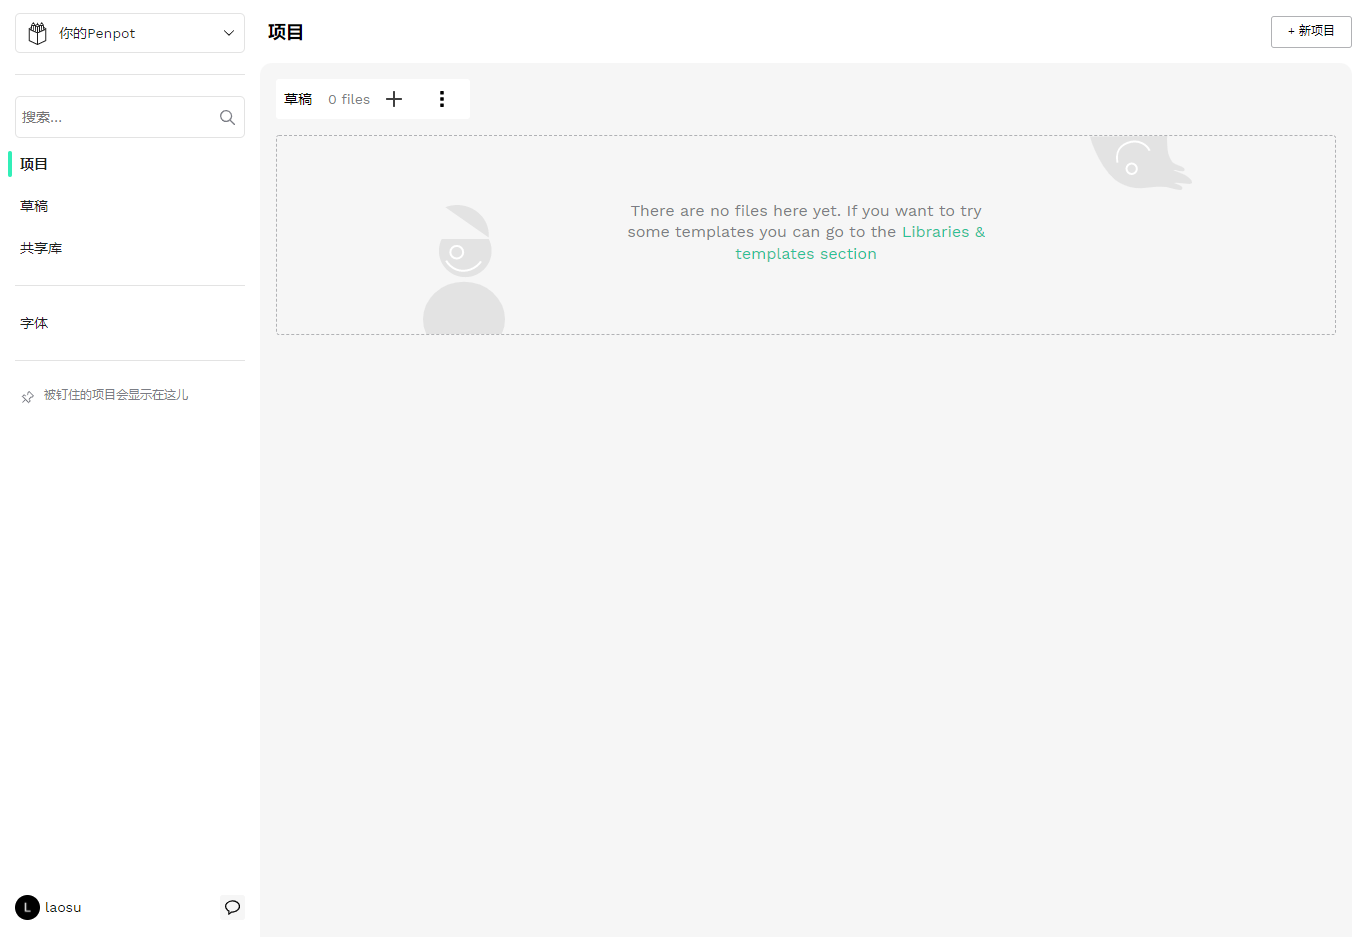 你的Penpot
搜索…
项目
草稿
共享库
字体
被钉住的项目会显示在这儿
L laosu
项目
+ 新项目
草稿 0 files
There are no files here yet. If you want to try
some templates you can go to the Libraries &
templates section